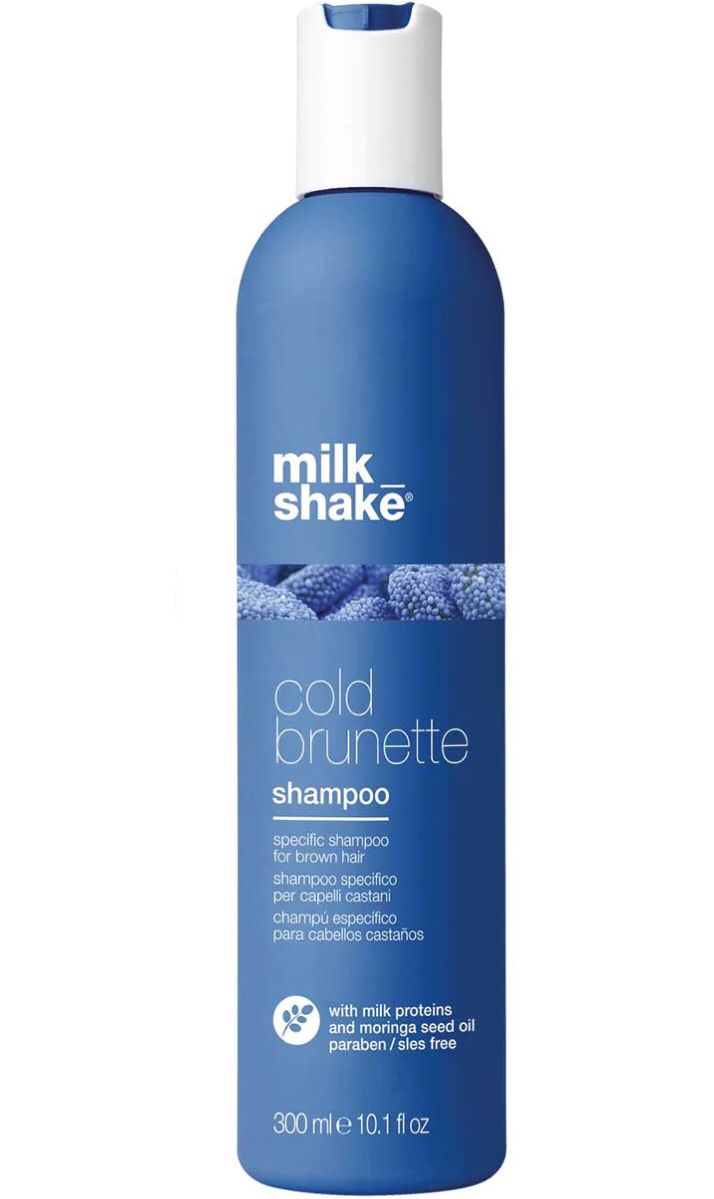 milk_
shake®
cold
brunette
shampoo
specific shampoo
for brown hair
shampoo specifico
per capelli castani
champú específico
para cabellos castaños
with milk proteins
and moringa seed oil
paraben / sles free
300 ml ℮ 10.1 fl oz